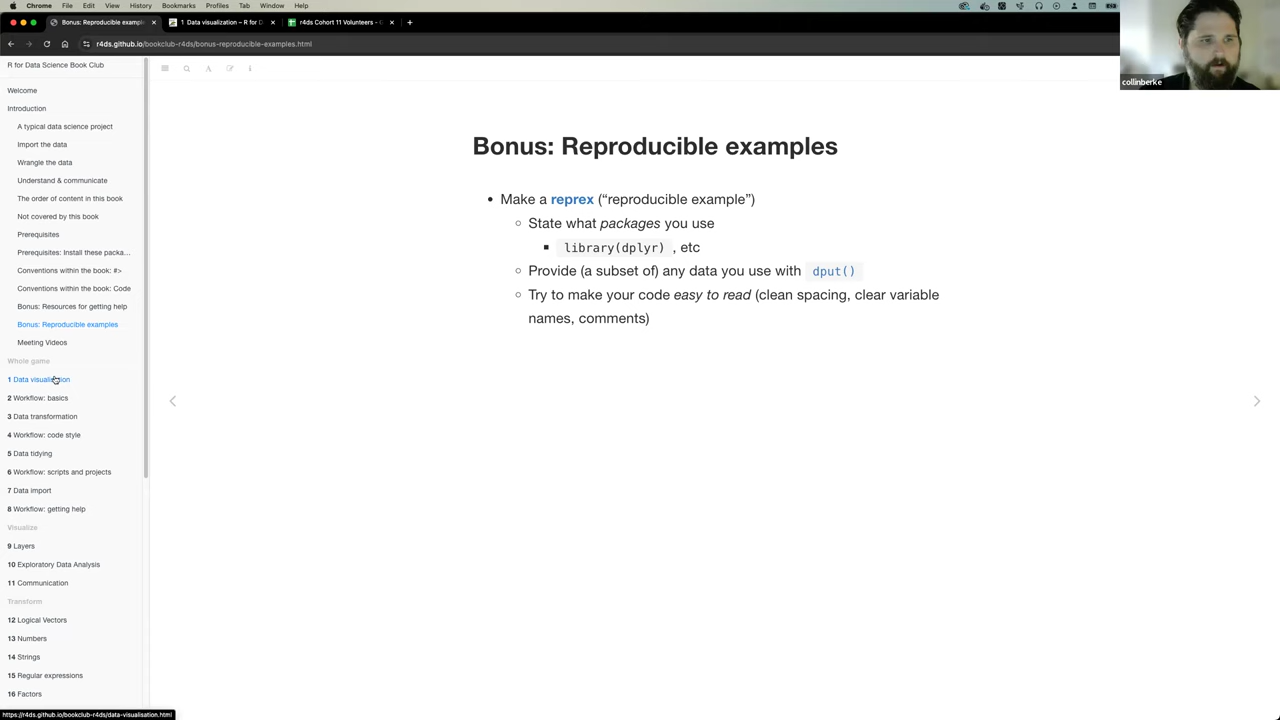 Chrome File Edit View History Bookmarks Profiles Tab Window Help
Bonus: Reproducible example
1 Data visualization – R for D
r4ds Cohort 11 Volunteers - G
r4ds.github.io/bookclub-r4ds/bonus-reproducible-examples.html
collinberke
R for Data Science Book Club
Welcome
Introduction
A typical data science project
Import the data
Wrangle the data
Understand & communicate
The order of content in this book
Not covered by this book
Prerequisites
Prerequisites: Install these packa...
Conventions within the book: #>
Conventions within the book: Code
Bonus: Resources for getting help
Bonus: Reproducible examples
Meeting Videos
Whole game
1 Data visualisation
2 Workflow: basics
3 Data transformation
4 Workflow: code style
5 Data tidying
6 Workflow: scripts and projects
7 Data import
8 Workflow: getting help
Visualize
9 Layers
10 Exploratory Data Analysis
11 Communication
Transform
12 Logical Vectors
13 Numbers
14 Strings
15 Regular expressions
16 Factors
Bonus: Reproducible examples
Make a reprex (“reproducible example”)
State what packages you use
library(dplyr) , etc
Provide (a subset of) any data you use with dput()
Try to make your code easy to read (clean spacing, clear variable
names, comments)
https://r4ds.github.io/bookclub-r4ds/data-visualisation.html